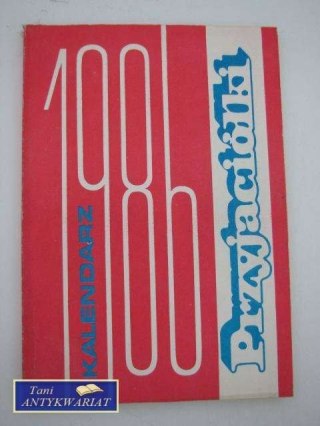 1986
KALENDARZ
Przyjaciółki
Tani
ANTYKWARIAT